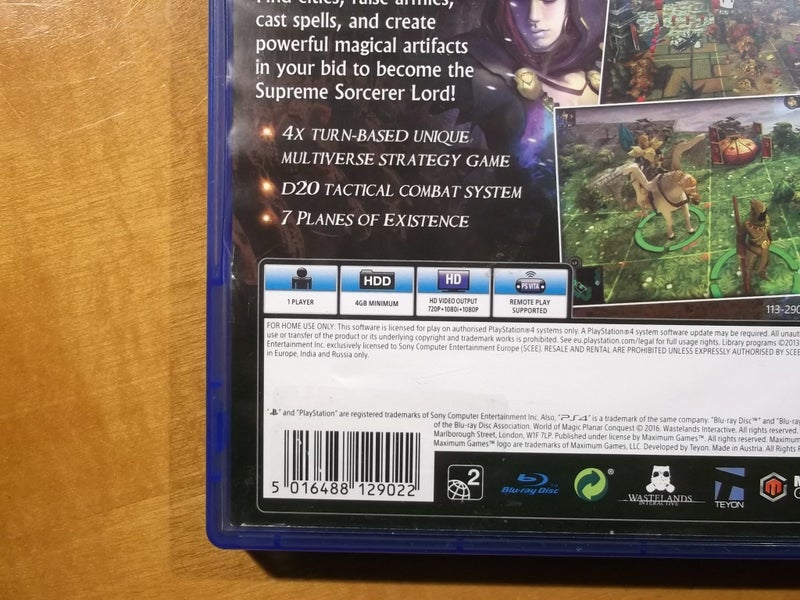 Find cities, raise armies,
cast spells, and create
powerful magical artifacts
in your bid to become the
Supreme Sorcerer Lord!
4X TURN-BASED UNIQUE
MULTIVERSE STRATEGY GAME
D20 TACTICAL COMBAT SYSTEM
7 PLANES OF EXISTENCE
1 PLAYER
HDD
4GB MINIMUM
HD
HD VIDEO OUTPUT
720P•1080i•1080P
PS VITA
REMOTE PLAY
SUPPORTED
113-290
FOR HOME USE ONLY: This software is licensed for play on authorised PlayStation®4 systems only. A PlayStation®4 system software update may be required. All
use or transfer of the product or its underlying copyright and trademark works is prohibited. See eu.playstation.com/legal for full usage rights. Library programs ©2013
Entertainment Inc. exclusively licensed to Sony Computer Entertainment Europe (SCEE). RESALE AND RENTAL ARE PROHIBITED UNLESS EXPRESSLY AUTHORISED BY SCEE
in Europe, India and Russia only.
" " and "PlayStation" are registered trademarks of Sony Computer Entertainment Inc. Also, "PS4" is a trademark of the same company. "Blu-ray Disc™" and "Blu-ray
of the Blu-ray Disc Association. World of Magic Planar Conquest © 2016. Wastelands Interactive. All rights reserved.
Marlborough Street, London, W1F 7LP. Published under license by Maximum Games™. All rights reserved.
Maximum Games™ logo are trademarks of Maximum Games, LLC. Developed by Teyon. Made in Austria. All Rights
5 016488 129022
2
Blu-ray Disc
WASTELANDS
INTERACTIVE
TEYON